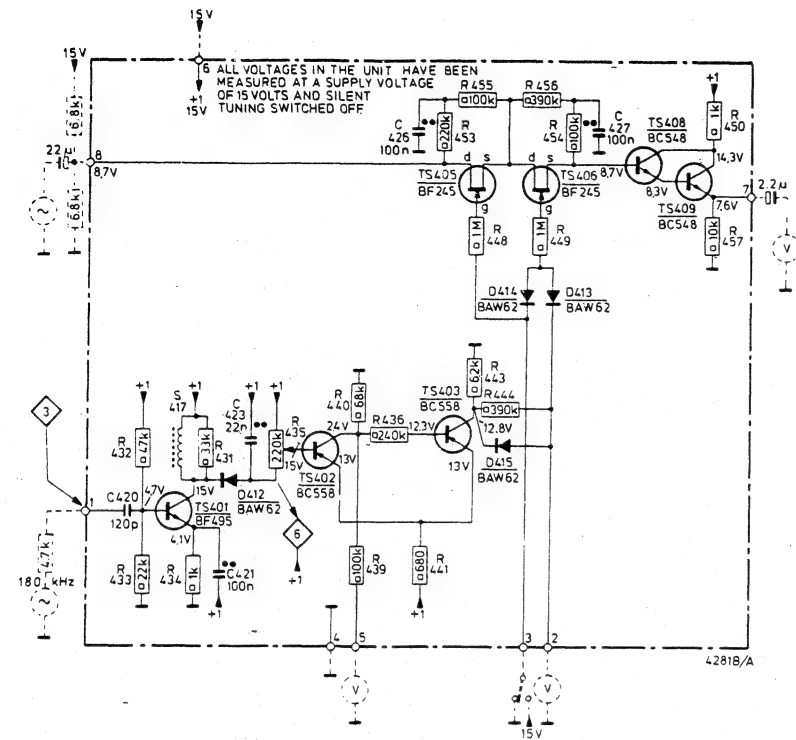 15V
15V
6 ALL VOLTAGES IN THE UNIT HAVE BEEN
MEASURED AT A SUPPLY VOLTAGE
OF 15 VOLTS AND SILENT
TUNING SWITCHED OFF.
+1
15V
6.8k
22µ
8
8,7V
6.8k
R 455
100k
R 456
390k
C
426
100n
220k
R
453
R
454
100k
C
427
100n
TS408
BC548
+1
1k
R
450
14,3V
d
s
d
s
8,7V
8,3V
TS405
BF245
TS406
BF245
g
g
TS409
BC548
7,6V
7
2.2µ
10k
R
457
V
1M
R
448
1M
R
449
D414
BAW62
D413
BAW62
3
+1
S
417
+1
C
423
22n
+1
+1
R
432
47k
33k
R
431
220k
R
435
15V
R
440
68k
24V
R436
240k
12.3V
TS403
BC558
62k
R
443
R444
390k
12.8V
D415
BAW62
13V
13V
TS402
BC558
1
C420
120p
4,7V
15V
D412
BAW62
TS401
BF495
4,1V
6
+1
47k
180 kHz
R
433
22k
R
434
1k
C421
100n
+1
100k
R
439
680
R
441
+1
4
5
3
2
4281B/A
V
V
15V